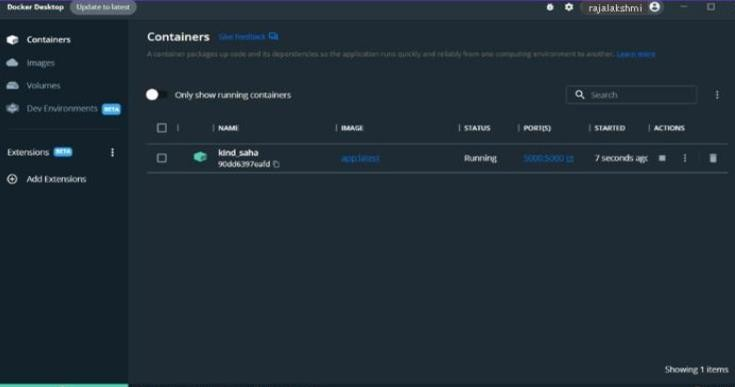 Docker Desktop Update to latest rajalakshmi
Containers
Images
Volumes
Dev Environments BETA
Extensions BETA
Add Extensions
Containers Give Feedback
A container packages up code and its dependencies so the application runs quickly and reliably from one computing environment to another. Learn more
Only show running containers
Search
NAME IMAGE STATUS PORT(S) STARTED ACTIONS
kind_saha app:latest Running 5000:5000 7 seconds agc
90dd6397eafd
Showing 1 items